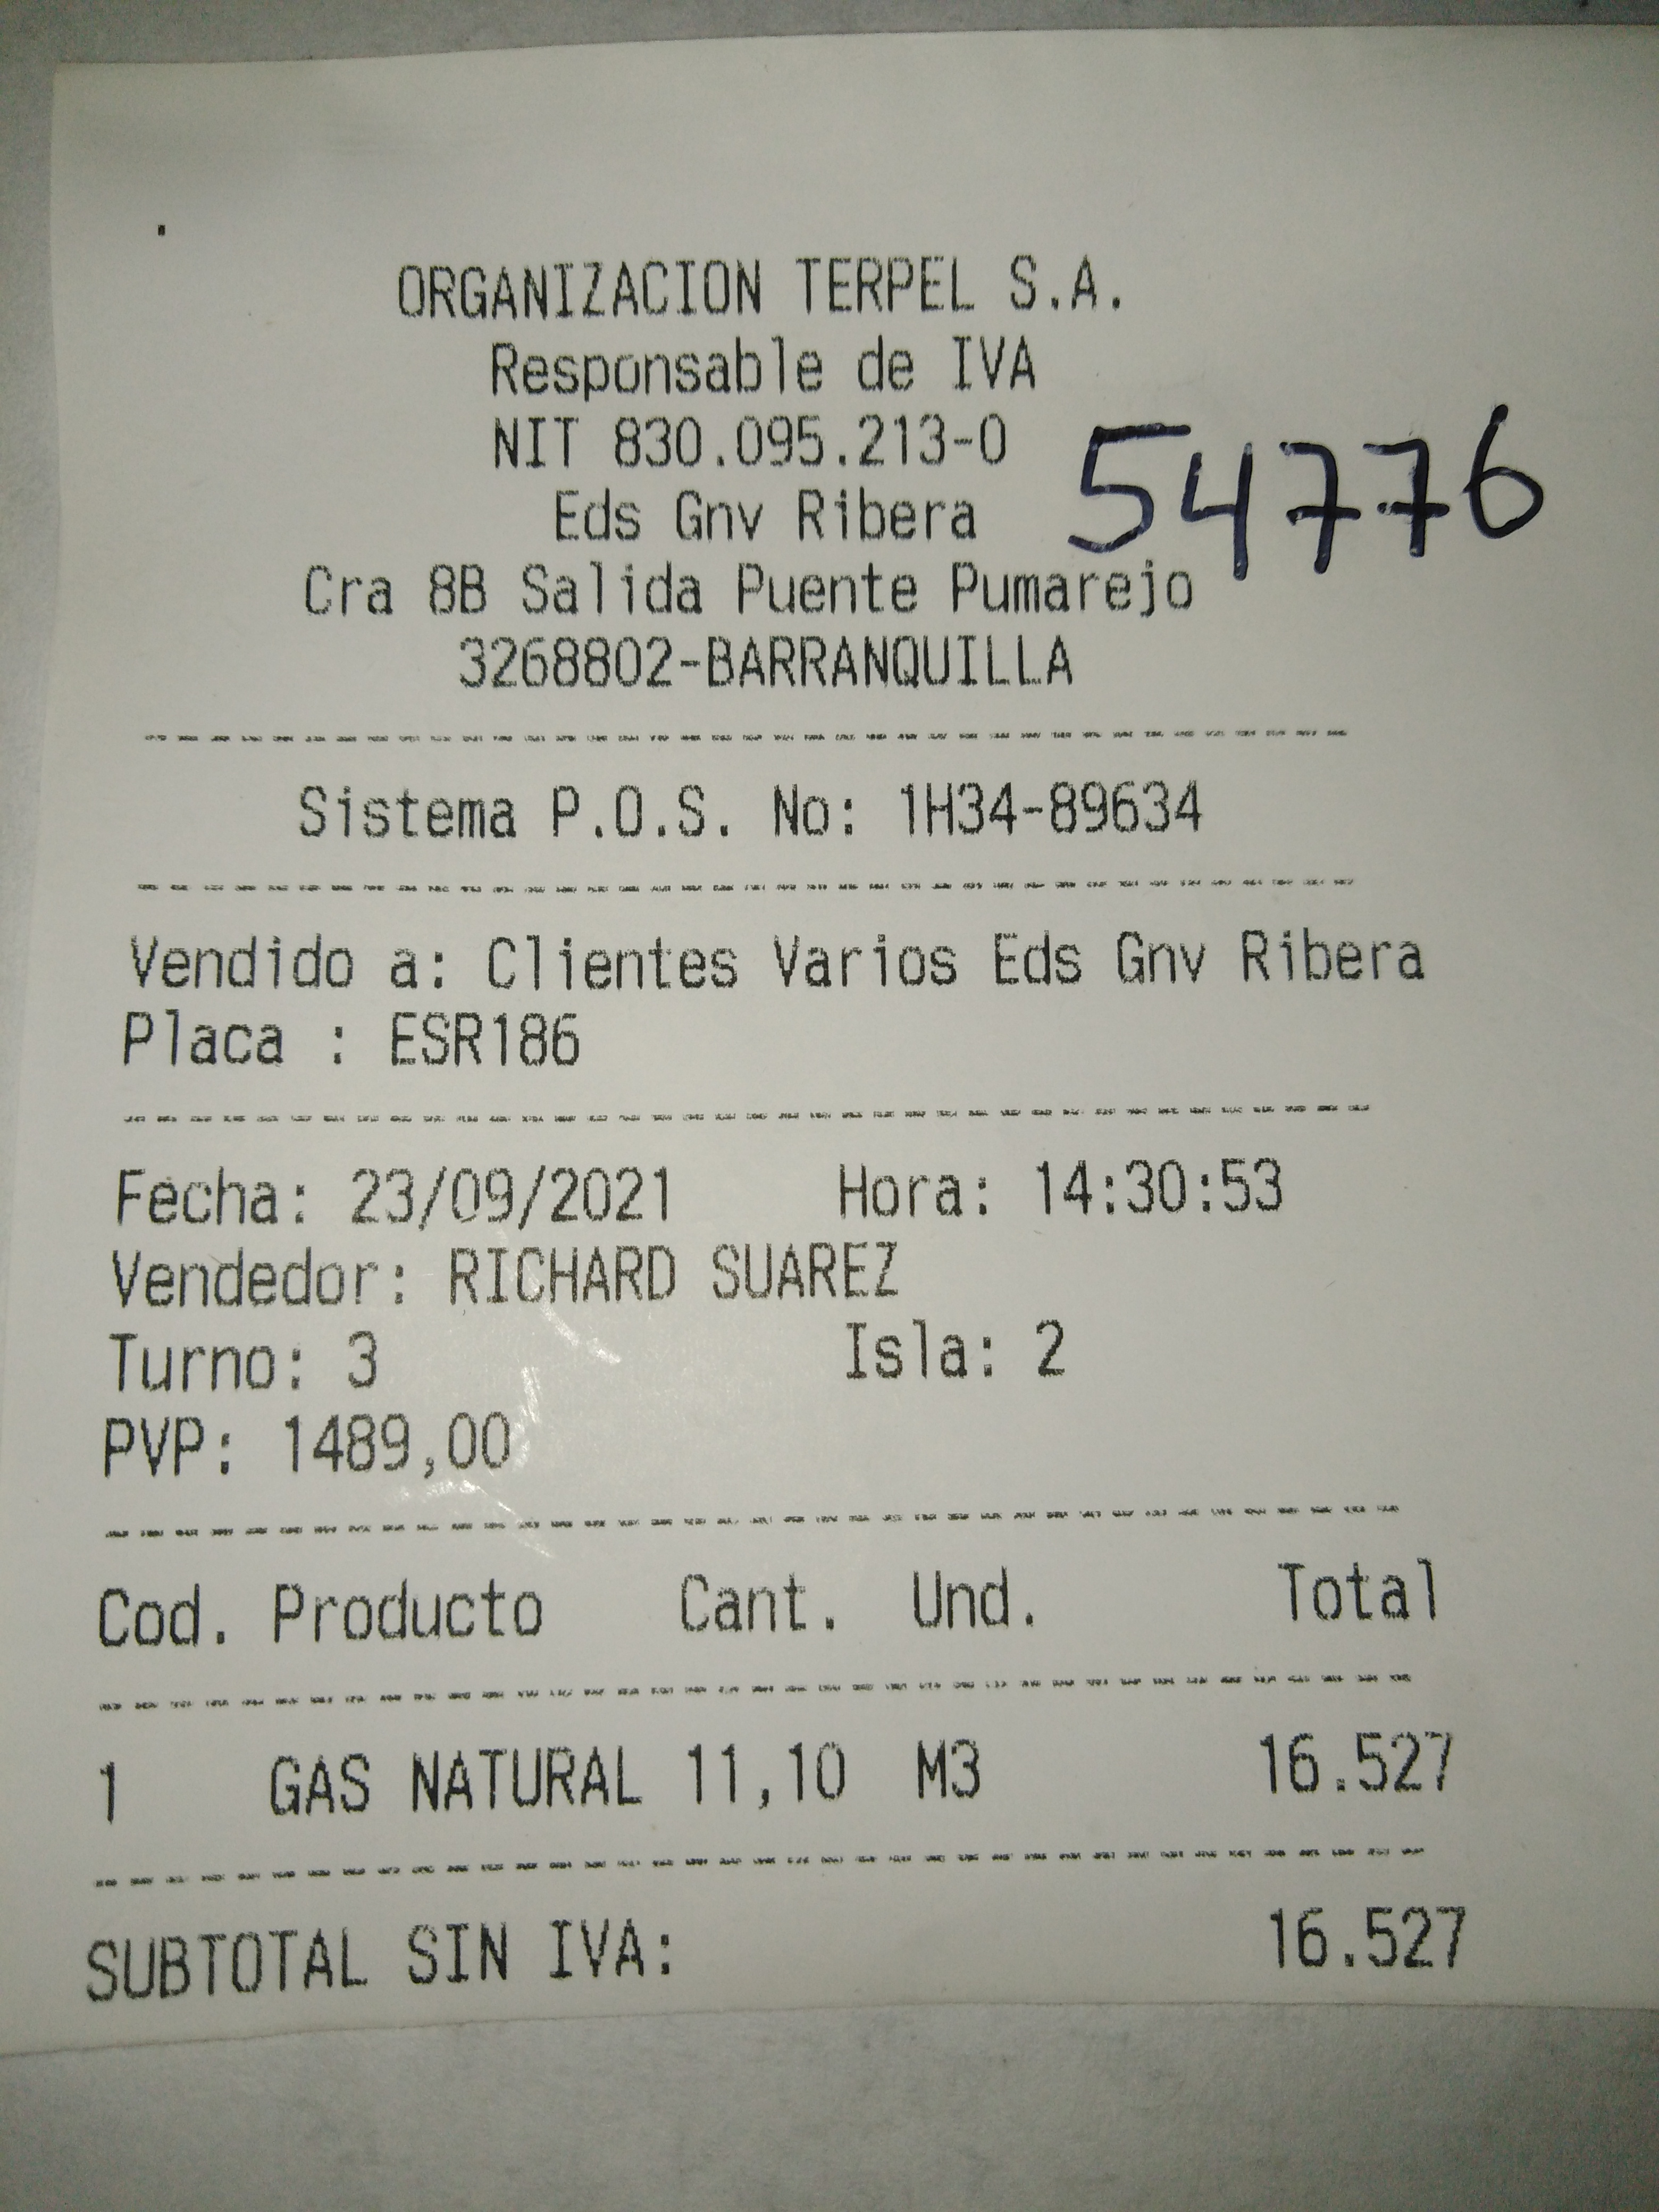 ORGANIZACION TERPEL S.A.
Responsable de IVA
NIT 830.095.213-0
54776
Eds Gnv Ribera
Cra 8B Salida Puente Pumarejo
3268802-BARRANQUILLA
Sistema P.O.S. No: 1H34-89634
Vendido a: Clientes Varios Eds Gnv Ribera
Placa : ESR186
Fecha: 23/09/2021 Hora: 14:30:53
Vendedor: RICHARD SUAREZ
Turno: 3 Isla: 2
PVP: 1489,00
Cod. Producto Cant. Und. Total
1 GAS NATURAL 11,10 M3 16.527
SUBTOTAL SIN IVA: 16.527